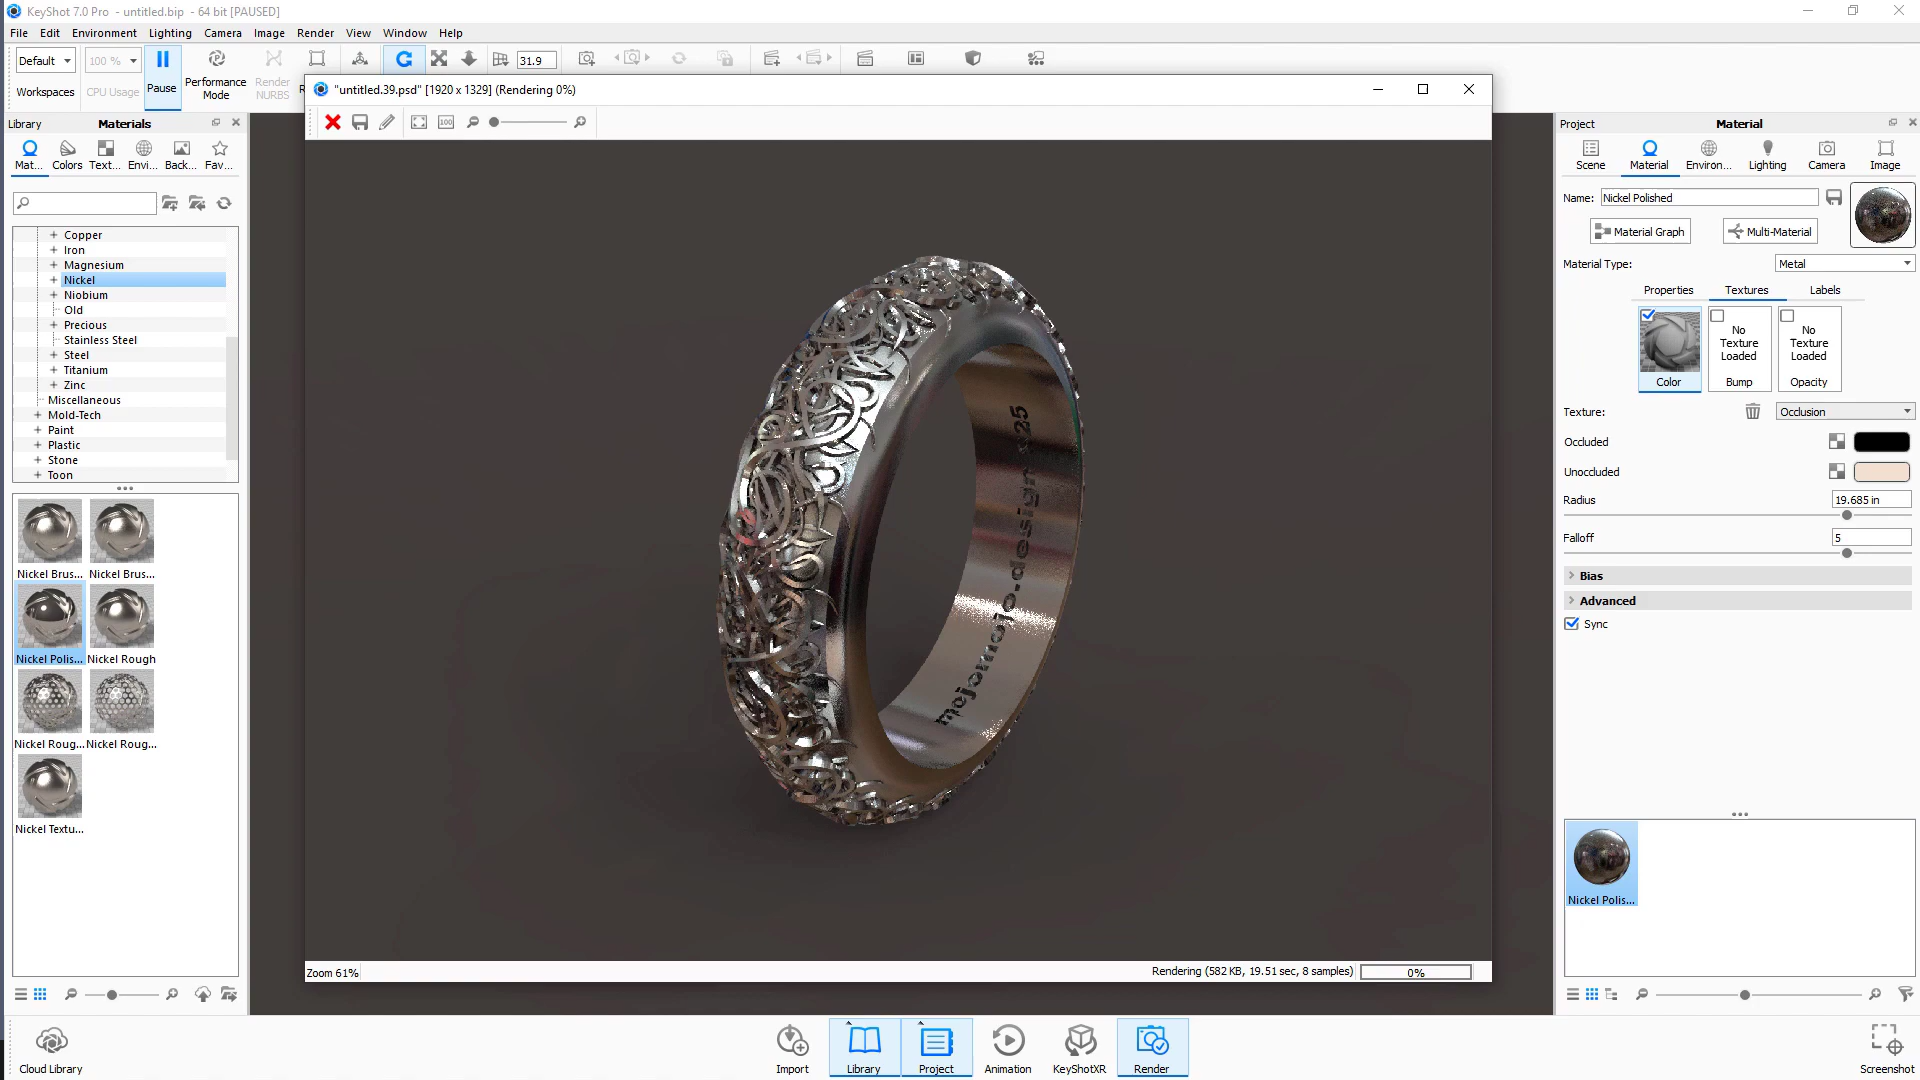 KeyShot 7.0 Pro - untitled.bip - 64 bit [PAUSED]
File Edit Environment Lighting Camera Image Render View Window Help
Default 100 % 31.9
Workspaces CPU Usage Pause Performance Mode Render NURBS
"untitled.39.psd" [1920 x 1329] (Rendering 0%)
100
Library Materials
Mat... Colors Text... Envi... Back... Fav...
Copper
Iron
Magnesium
Nickel
Niobium
Old
Precious
Stainless Steel
Steel
Titanium
Zinc
Miscellaneous
Mold-Tech
Paint
Plastic
Stone
Toon
Nickel Brus... Nickel Brus...
Nickel Polis... Nickel Rough
Nickel Roug... Nickel Roug...
Nickel Textu...
mojomojo-design
Zoom 61%
Rendering (582 KB, 19.51 sec, 8 samples) 0%
Project Material
Scene Material Environ... Lighting Camera Image
Name: Nickel Polished
Material Graph Multi-Material
Material Type: Metal
Properties Textures Labels
No Texture Loaded
No Texture Loaded
Color Bump Opacity
Texture: Occlusion
Occluded
Unoccluded
Radius 19.685 in
Falloff 5
Bias
Advanced
Sync
Nickel Polis...
Cloud Library Import Library Project Animation KeyShotXR Render Screenshot